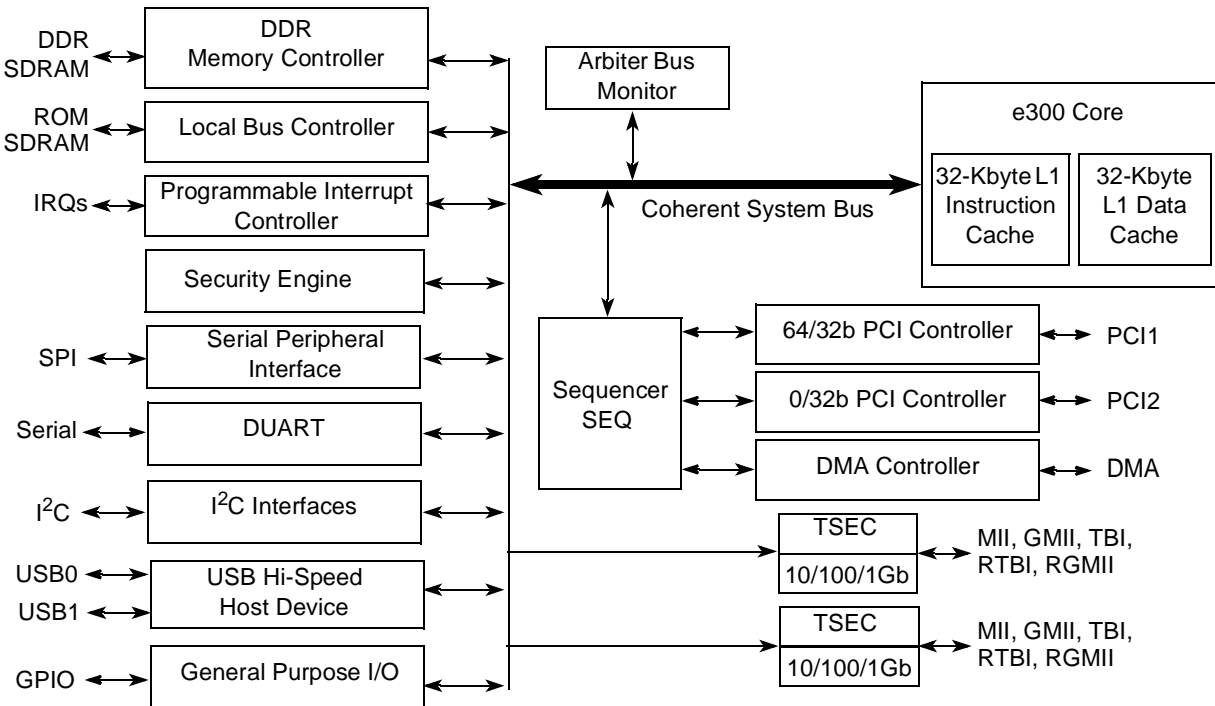 DDR
SDRAM
DDR
Memory Controller
ROM
SDRAM
Local Bus Controller
IRQs
Programmable Interrupt
Controller
Security Engine
SPI
Serial Peripheral
Interface
Serial
DUART
I²C
I²C Interfaces
USB0
USB1
USB Hi-Speed
Host Device
GPIO
General Purpose I/O
Arbiter Bus
Monitor
Coherent System Bus
e300 Core
32-Kbyte L1
Instruction
Cache
32-Kbyte
L1 Data
Cache
Sequencer
SEQ
64/32b PCI Controller
PCI1
0/32b PCI Controller
PCI2
DMA Controller
DMA
TSEC
10/100/1Gb
MII, GMII, TBI,
RTBI, RGMII
TSEC
10/100/1Gb
MII, GMII, TBI,
RTBI, RGMII